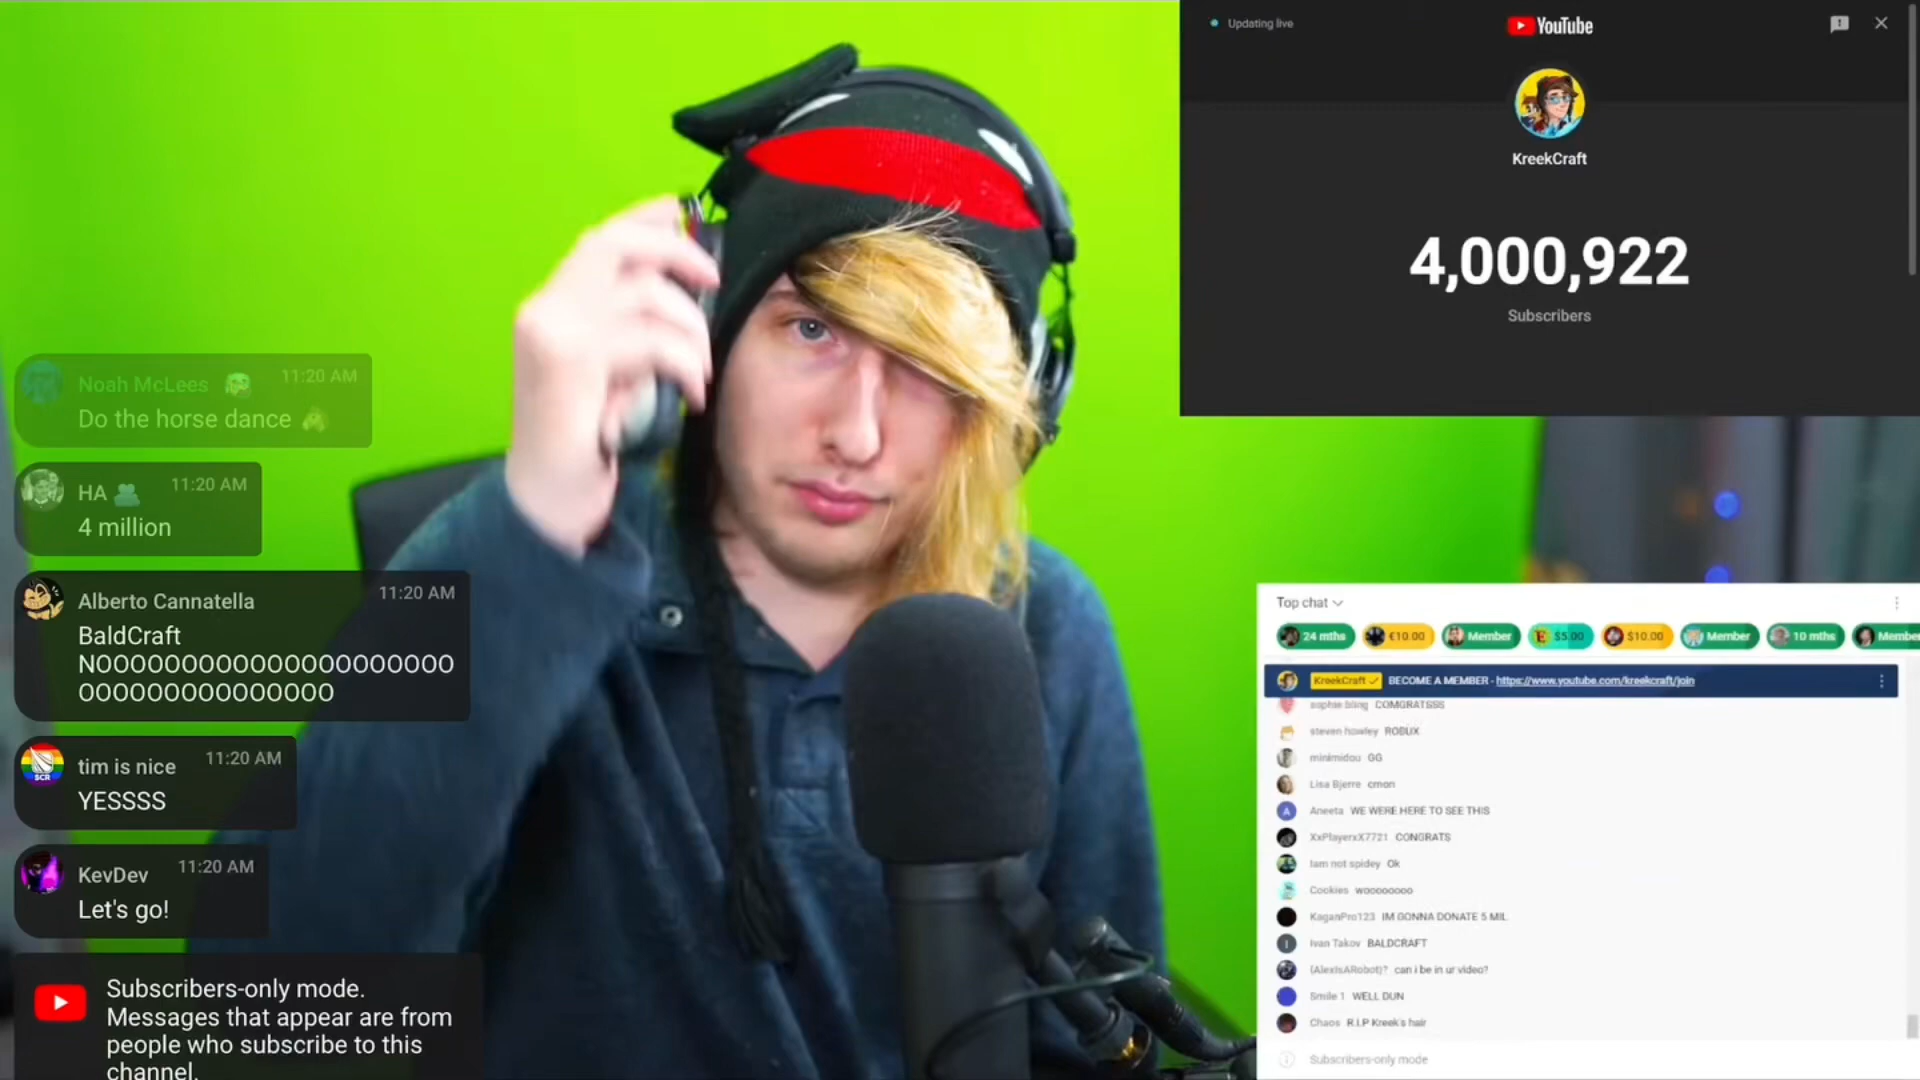 Updating live
YouTube
KreekCraft
4,000,922
Subscribers
Noah McLees 11:20 AM
Do the horse dance
HA 11:20 AM
4 million
Alberto Cannatella 11:20 AM
BaldCraft
NOOOOOOOOOOOOOOOOOOOOO
OOOOOOOOOOOOOOO
tim is nice 11:20 AM
SCR
YESSSS
KevDev 11:20 AM
Let's go!
Subscribers-only mode.
Messages that appear are from
people who subscribe to this
channel.
Top chat
24 mths €10.00 Member E $5.00 $10.00 Member 10 mths Member
KreekCraft BECOME A MEMBER - https://www.youtube.com/kreekcraft/join
COMGRATSSS
steven howley ROBUX
minimidou GG
Lisa Bjerre cmon
A Aneeta WE WERE HERE TO SEE THIS
XxPlayerxX7721 CONGRATS
Iam not spidey Ok
Cookies woooooooo
KaganPro123 IM GONNA DONATE 5 MIL
I Ivan Takov BALDCRAFT
(AlexIsARobot)? can i be in ur video?
Smile 1 WELL DUN
Chaos R.I.P Kreek's hair
Subscribers-only mode